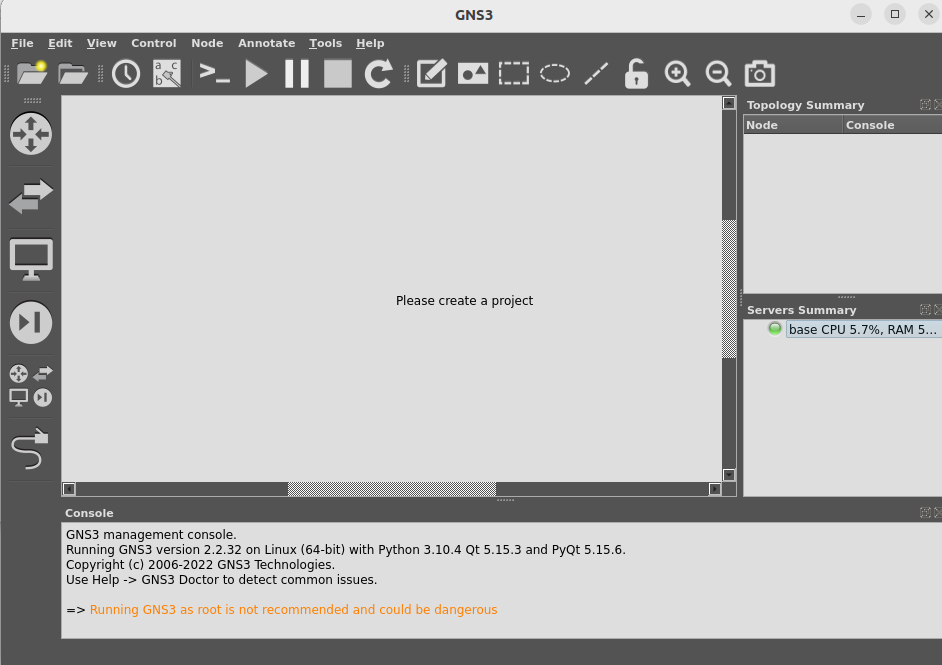 GNS3
File Edit View Control Node Annotate Tools Help
a c
b
Topology Summary
Node Console
Please create a project
Servers Summary
base CPU 5.7%, RAM 5...
Console
GNS3 management console.
Running GNS3 version 2.2.32 on Linux (64-bit) with Python 3.10.4 Qt 5.15.3 and PyQt 5.15.6.
Copyright (c) 2006-2022 GNS3 Technologies.
Use Help -> GNS3 Doctor to detect common issues.
=> Running GNS3 as root is not recommended and could be dangerous